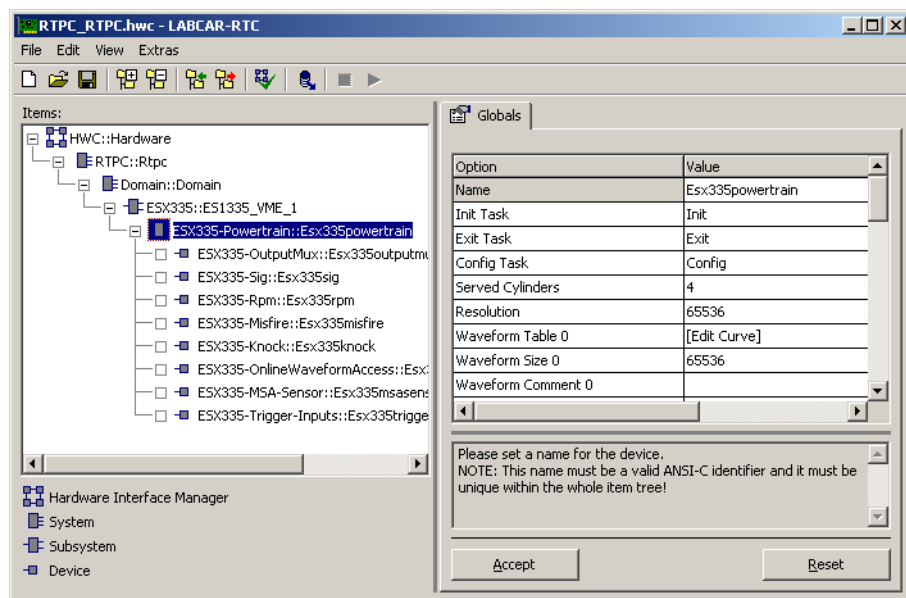 RTPC_RTPC.hwc - LABCAR-RTC
File Edit View Extras
Items:
HWC::Hardware
RTPC::Rtpc
Domain::Domain
ESX335::ES1335_VME_1
ESX335-Powertrain::Esx335powertrain
ESX335-OutputMux::Esx335outputmu
ESX335-Sig::Esx335sig
ESX335-Rpm::Esx335rpm
ESX335-Misfire::Esx335misfire
ESX335-Knock::Esx335knock
ESX335-OnlineWaveformAccess::Esx
ESX335-MSA-Sensor::Esx335msasens
ESX335-Trigger-Inputs::Esx335trigge
Hardware Interface Manager
System
Subsystem
Device
Globals
Option Value
Name Esx335powertrain
Init Task Init
Exit Task Exit
Config Task Config
Served Cylinders 4
Resolution 65536
Waveform Table 0 [Edit Curve]
Waveform Size 0 65536
Waveform Comment 0
Please set a name for the device.
NOTE: This name must be a valid ANSI-C identifier and it must be
unique within the whole item tree!
Accept Reset